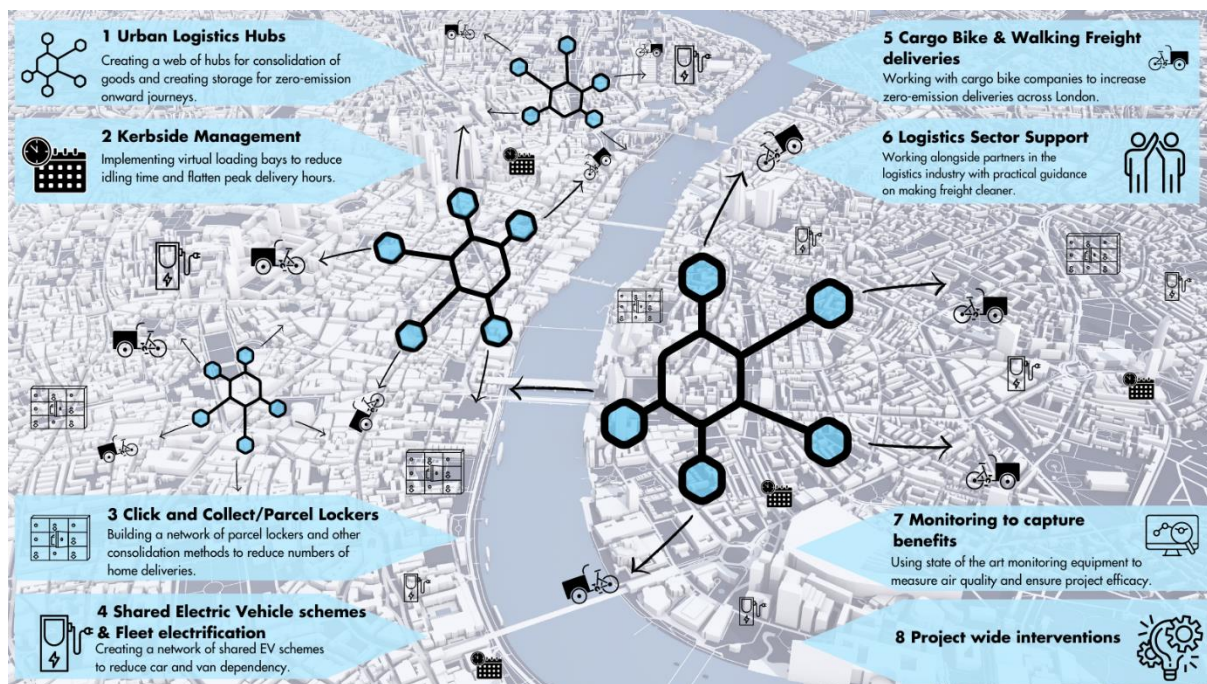 1 Urban Logistics Hubs
Creating a web of hubs for consolidation of
goods and creating storage for zero-emission
onward journeys.
2 Kerbside Management
Implementing virtual loading bays to reduce
idling time and flatten peak delivery hours.
3 Click and Collect/Parcel Lockers
Building a network of parcel lockers and other
consolidation methods to reduce numbers of
home deliveries.
4 Shared Electric Vehicle schemes
& Fleet electrification
Creating a network of shared EV schemes
to reduce car and van dependency.
5 Cargo Bike & Walking Freight
deliveries
Working with cargo bike companies to increase
zero-emission deliveries across London.
6 Logistics Sector Support
Working alongside partners in the
logistics industry with practical guidance
on making freight cleaner.
7 Monitoring to capture
benefits
Using state of the art monitoring equipment to
measure air quality and ensure project efficacy.
8 Project wide interventions